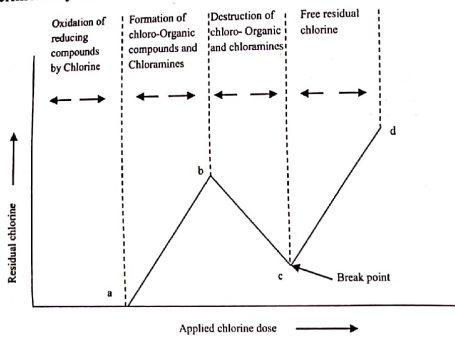 Oxidation of
reducing
compounds
by Chlorine
Formation of
chloro-Organic
compounds and
Chloramines
Destruction of
chloro- Organic
and chloramines
Free residual
chlorine
d
b
c
Break point
a
Residual chlorine
Applied chlorine dose